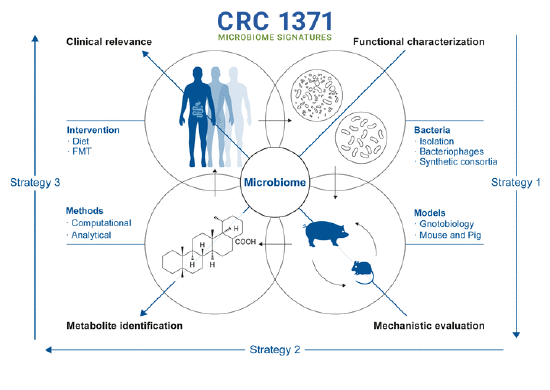 CRC 1371
MICROBIOME SIGNATURES
Clinical relevance
Functional characterization
Intervention
· Diet
· FMT
Bacteria
· Isolation
· Bacteriophages
· Synthetic consortia
Strategy 3
Microbiome
Strategy 1
Methods
· Computational
· Analytical
Models
· Gnotobiology
· Mouse and Pig
H
H
H
H
COOH
Metabolite identification
Mechanistic evaluation
Strategy 2